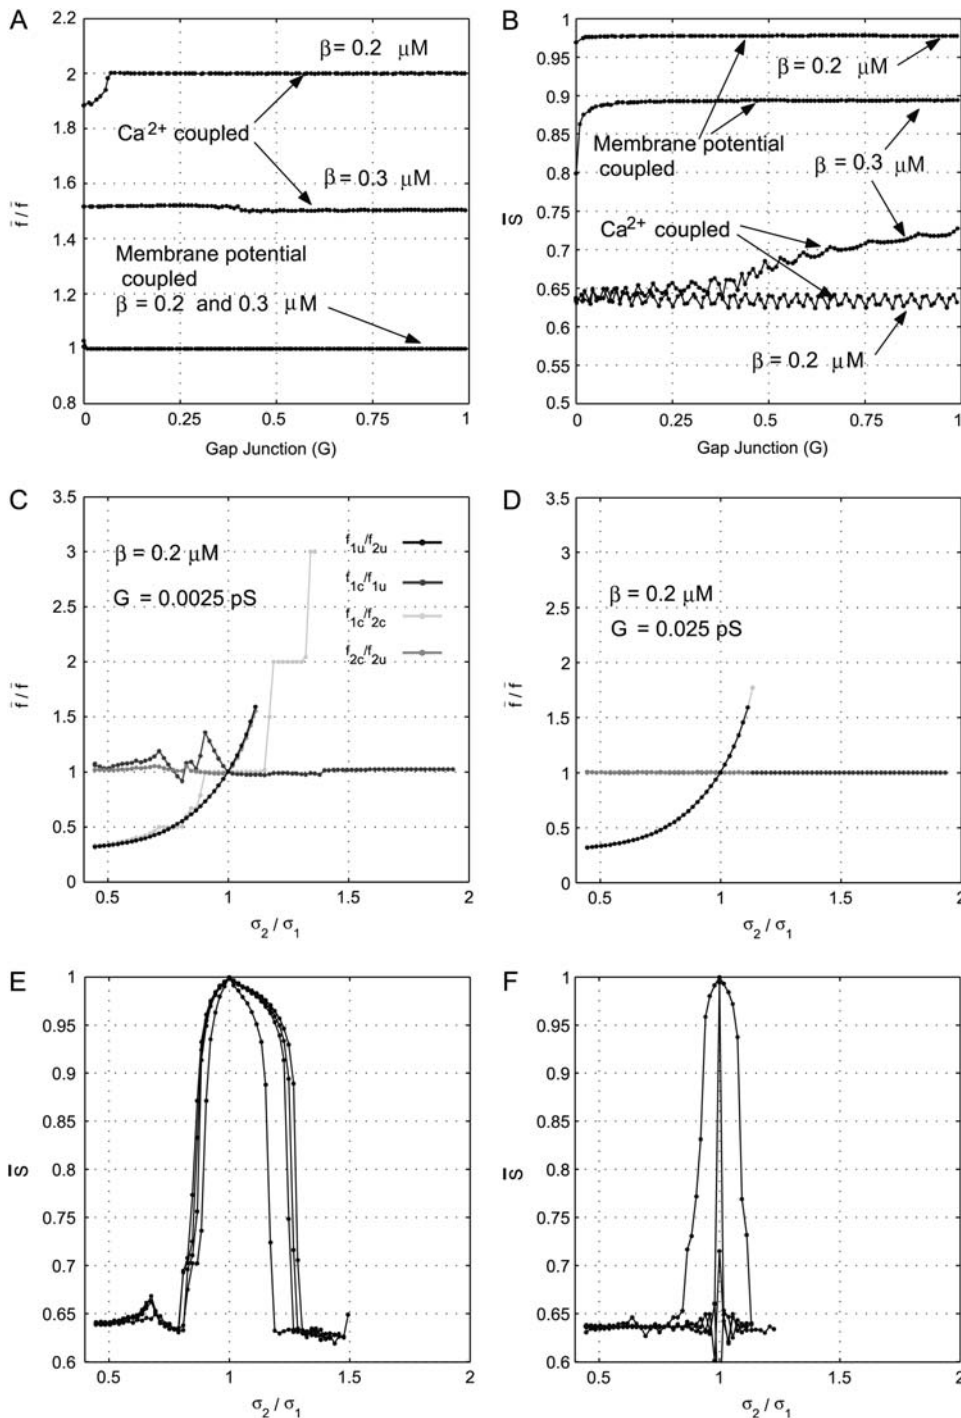 A
2.2
2
1.8
1.6
1.4
1.2
1
0.8
β = 0.2 μM
Ca2+ coupled
β = 0.3 μM
Membrane potential
coupled
β = 0.2 and 0.3 μM
f̄ / f̄
0 0.25 0.5 0.75 1
Gap Junction (G)
B
1
0.95
0.9
0.85
0.8
0.75
0.7
0.65
0.6
0.55
0.5
β = 0.2 μM
Membrane potential
coupled
β = 0.3 μM
Ca2+ coupled
β = 0.2 μM
S̄
0 0.25 0.5 0.75 1
Gap Junction (G)
C
3.5
3
2.5
2
1.5
1
0.5
0
β = 0.2 μM
G = 0.0025 pS
f1u/f2u
f1c/f1u
f1c/f2c
f2c/f2u
f̄ / f̄
0.5 1 1.5 2
σ2 / σ1
D
3.5
3
2.5
2
1.5
1
0.5
0
β = 0.2 μM
G = 0.025 pS
f̄ / f̄
0.5 1 1.5 2
σ2 / σ1
E
1
0.95
0.9
0.85
0.8
0.75
0.7
0.65
0.6
S̄
0.5 1 1.5 2
σ2 / σ1
F
1
0.95
0.9
0.85
0.8
0.75
0.7
0.65
0.6
S̄
0.5 1 1.5 2
σ2 / σ1